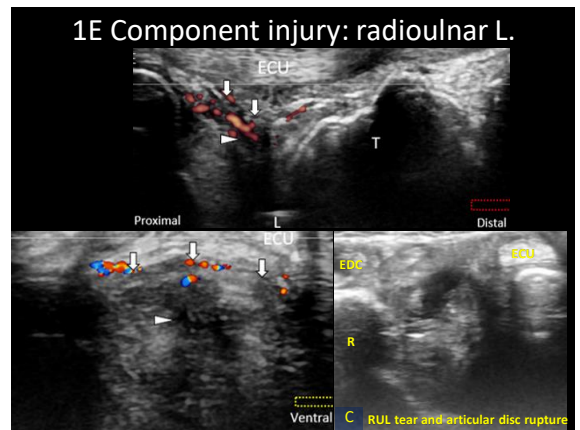 1E Component injury: radioulnar L.
ECU
T
Proximal
L
Distal
ECU
EDC
ECU
R
Ventral
C
RUL tear and articular disc rupture